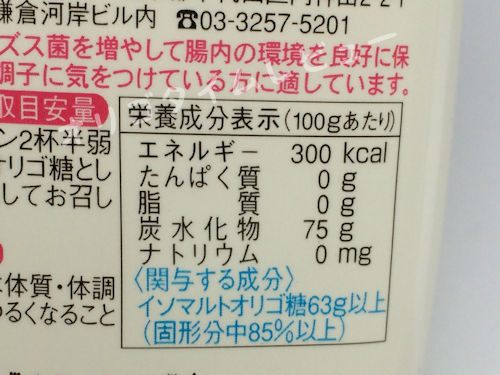 鎌倉河岸ビル内 ☎03-3257-5201
ズス菌を増やして腸内の環境を良好に保
調子に気をつけている方に適しています。
取目安量
ン2杯半弱
オリゴ糖とし
してお召し
体質・体調
ゆるくなること
栄養成分表示(100gあたり)
エネルギー 300 kcal
たんぱく質 0 g
脂質 0 g
炭水化物 75 g
ナトリウム 0 mg
〈関与する成分〉
イソマルトオリゴ糖63g以上
(固形分中85%以上)